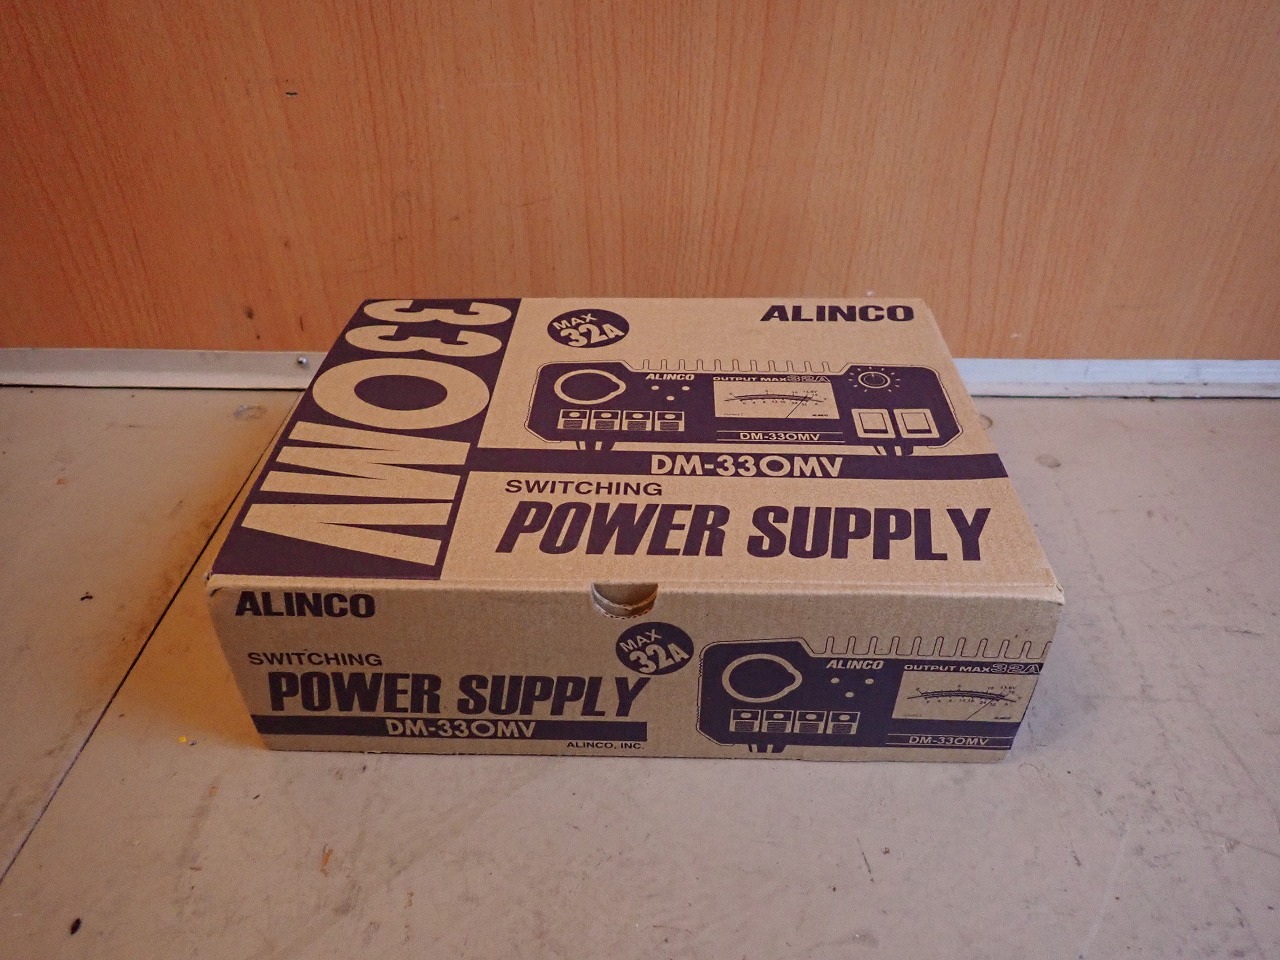 330MV
MAX
32A
ALINCO
ALINCO
OUTPUT MAX 32A
DM-330MV
DM-330MV
SWITCHING
POWER SUPPLY
ALINCO
SWITCHING
POWER SUPPLY
DM-330MV
ALINCO, INC.
MAX
32A
ALINCO
OUTPUT MAX 32A
DM-330MV